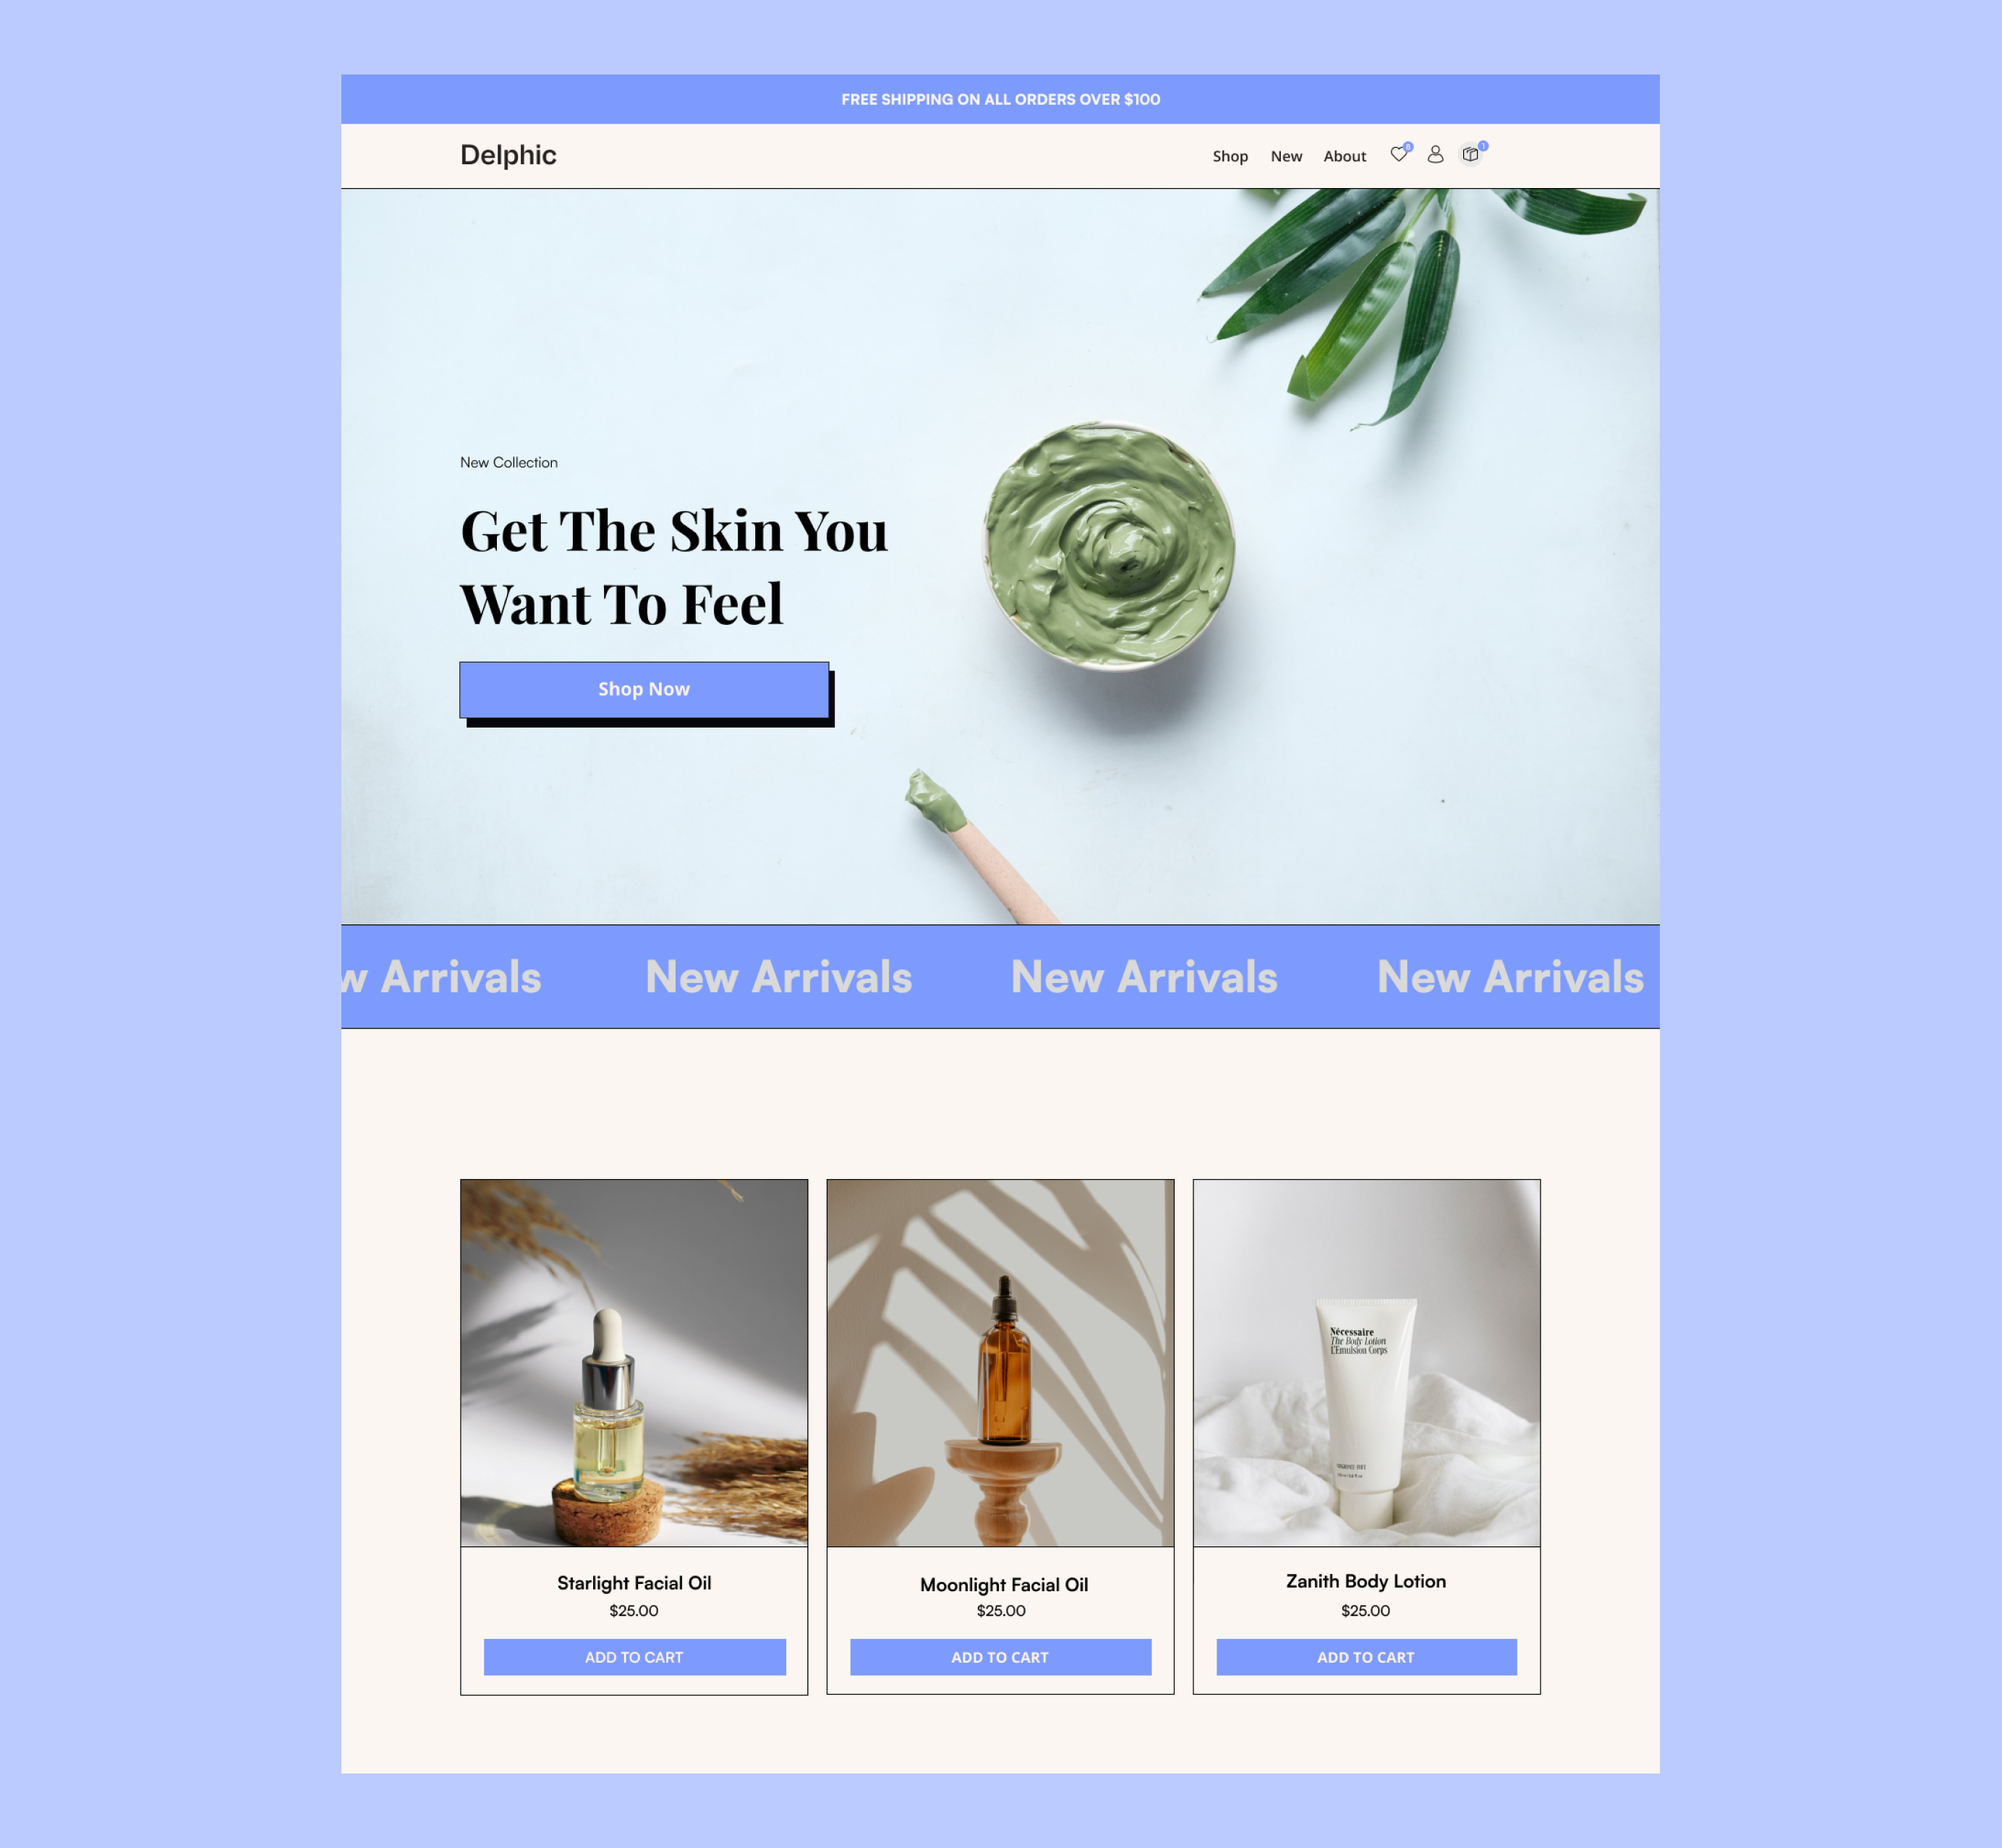 FREE SHIPPING ON ALL ORDERS OVER $100
Delphic
Shop New About
1
New Collection
Get The Skin You
Want To Feel
Shop Now
w Arrivals New Arrivals New Arrivals New Arrivals
Nécessaire
The Body Lotion
L'Emulsion Corps
Starlight Facial Oil
$25.00
ADD TO CART
Moonlight Facial Oil
$25.00
ADD TO CART
Zanith Body Lotion
$25.00
ADD TO CART